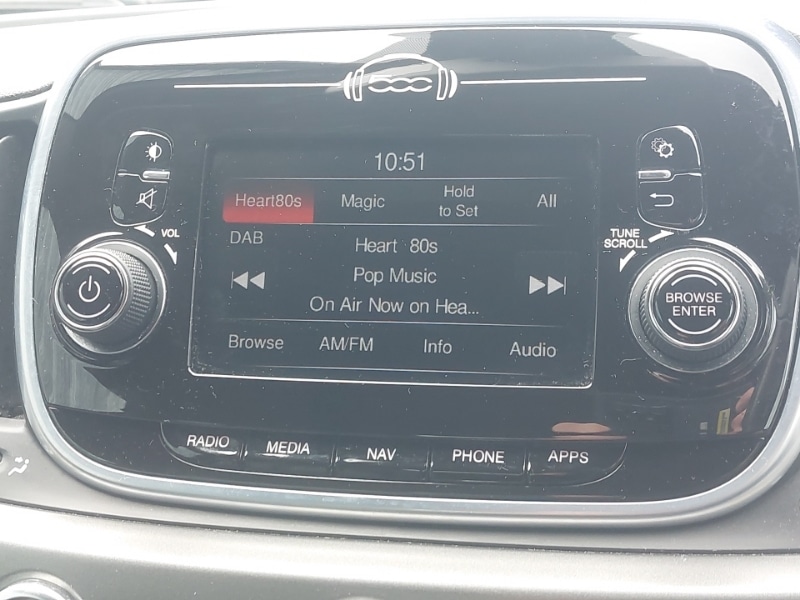 500
10:51
Heart80s Magic Hold to Set All
VOL
TUNE SCROLL
DAB
Heart 80s
Pop Music
On Air Now on Hea...
BROWSE ENTER
Browse AM/FM Info Audio
RADIO MEDIA NAV PHONE APPS